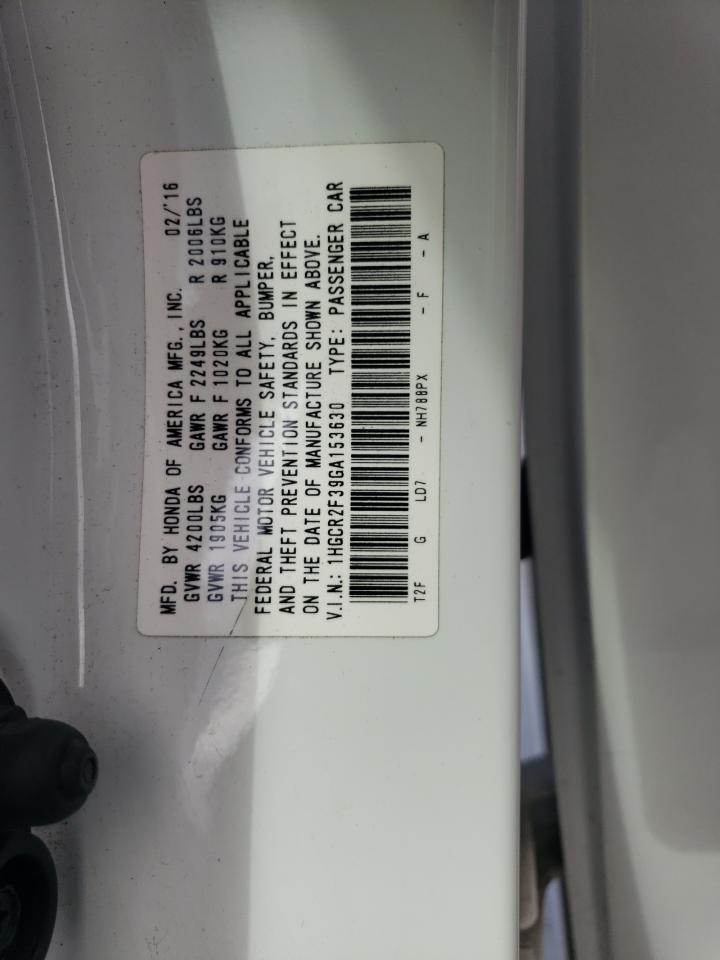 MFD. BY HONDA OF AMERICA MFG., INC. 02/'16
GVWR 4200LBS GAWR F 2249LBS R 2006LBS
GVWR 1905KG GAWR F 1020KG R 910KG
THIS VEHICLE CONFORMS TO ALL APPLICABLE
FEDERAL MOTOR VEHICLE SAFETY, BUMPER,
AND THEFT PREVENTION STANDARDS IN EFFECT
ON THE DATE OF MANUFACTURE SHOWN ABOVE.
V.I.N.: 1HGCR2F39GA153630 TYPE: PASSENGER CAR
T2F G LD7 - NH788PX - F - A